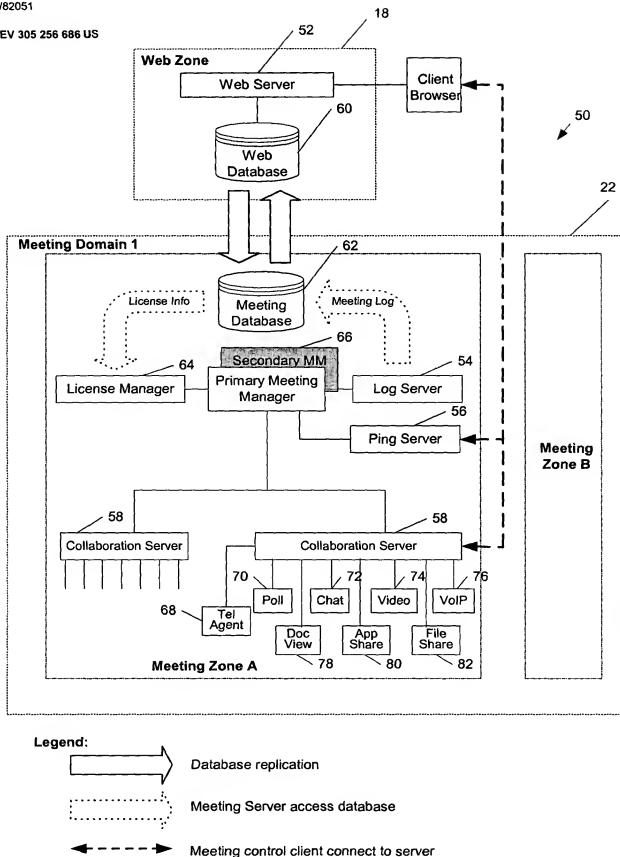 /82051
EV 305 256 686 US
18
52
Web Zone
Web Server
Client
Browser
60
50
Web
Database
22
Meeting Domain 1
62
License Info
Meeting
Database
Meeting Log
66
64
Secondary MM
54
License Manager
Primary Meeting
Manager
Log Server
56
Ping Server
Meeting
Zone B
58
58
Collaboration Server
Collaboration Server
70
72
74
76
Poll
Chat
Video
VoIP
68
Tel
Agent
Doc
View
App
Share
File
Share
78
80
82
Meeting Zone A
Legend:
Database replication
Meeting Server access database
Meeting control client connect to server